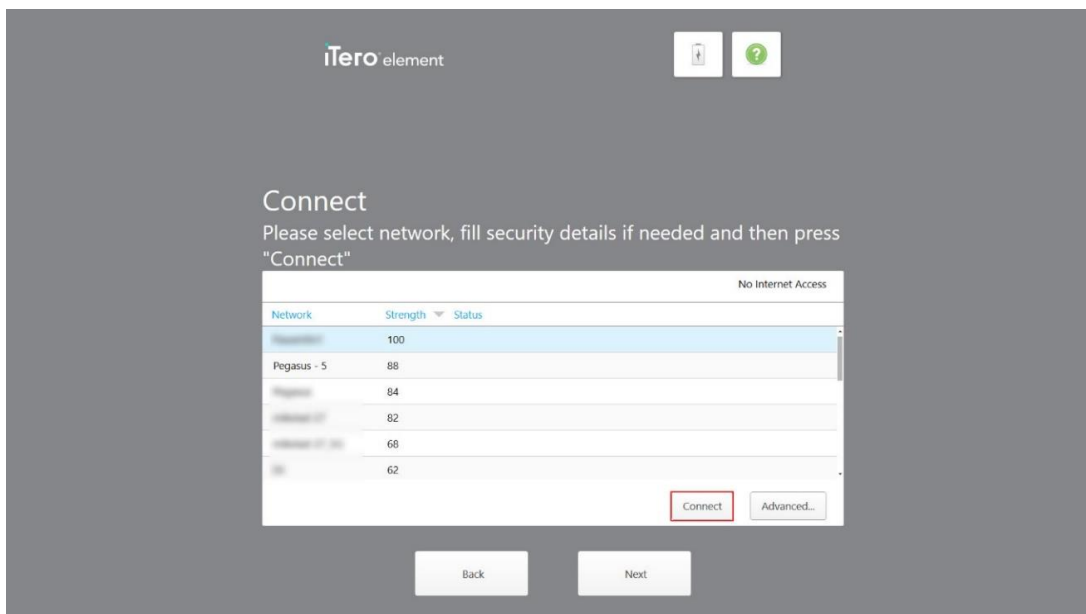 iTero element
?
Connect
Please select network, fill security details if needed and then press
"Connect"
No Internet Access
Network Strength Status
100
Pegasus - 5 88
84
82
68
62
Connect Advanced...
Back Next